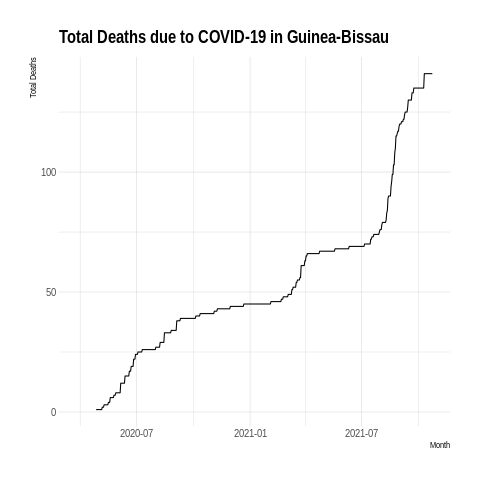 Total Deaths due to COVID-19 in Guinea-Bissau
Total Deaths
100
50
0
2020-07
2021-01
2021-07
Month